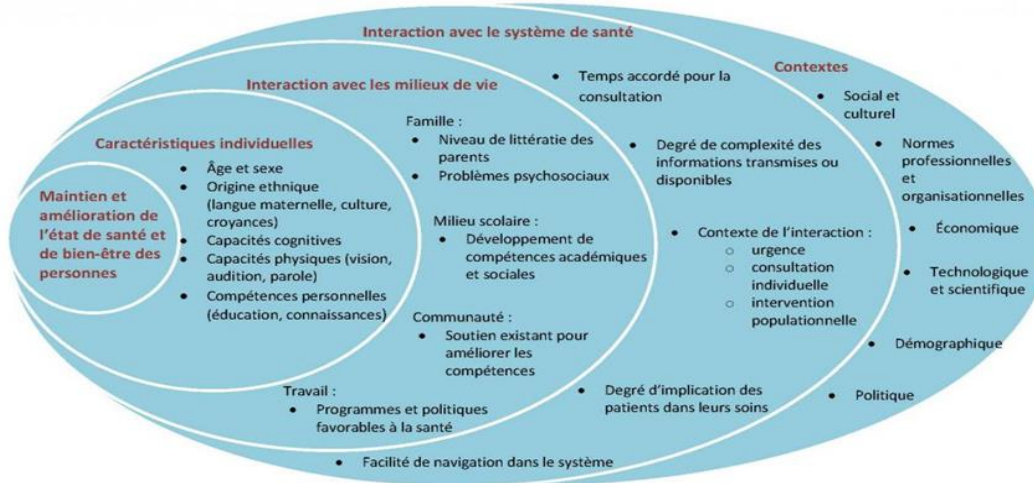 Interaction avec le système de santé
Contextes
Interaction avec les milieux de vie
Caractéristiques individuelles
Maintien et
amélioration de
l'état de santé et
de bien-être des
personnes
• Âge et sexe
• Origine ethnique
(langue maternelle, culture,
croyances)
• Capacités cognitives
• Capacités physiques (vision,
audition, parole)
• Compétences personnelles
(éducation, connaissances)
Famille :
• Niveau de littératie des
parents
• Problèmes psychosociaux
Milieu scolaire :
• Développement de
compétences académiques
et sociales
Communauté :
• Soutien existant pour
améliorer les
compétences
Travail :
• Programmes et politiques
favorables à la santé
• Temps accordé pour la
consultation
• Degré de complexité des
informations transmises ou
disponibles
• Contexte de l'interaction :
o urgence
o consultation
individuelle
o intervention
populationnelle
• Degré d'implication des
patients dans leurs soins
• Facilité de navigation dans le système
• Social et
culturel
• Normes
professionnelles
et
organisationnelles
• Économique
• Technologique
et scientifique
• Démographique
• Politique